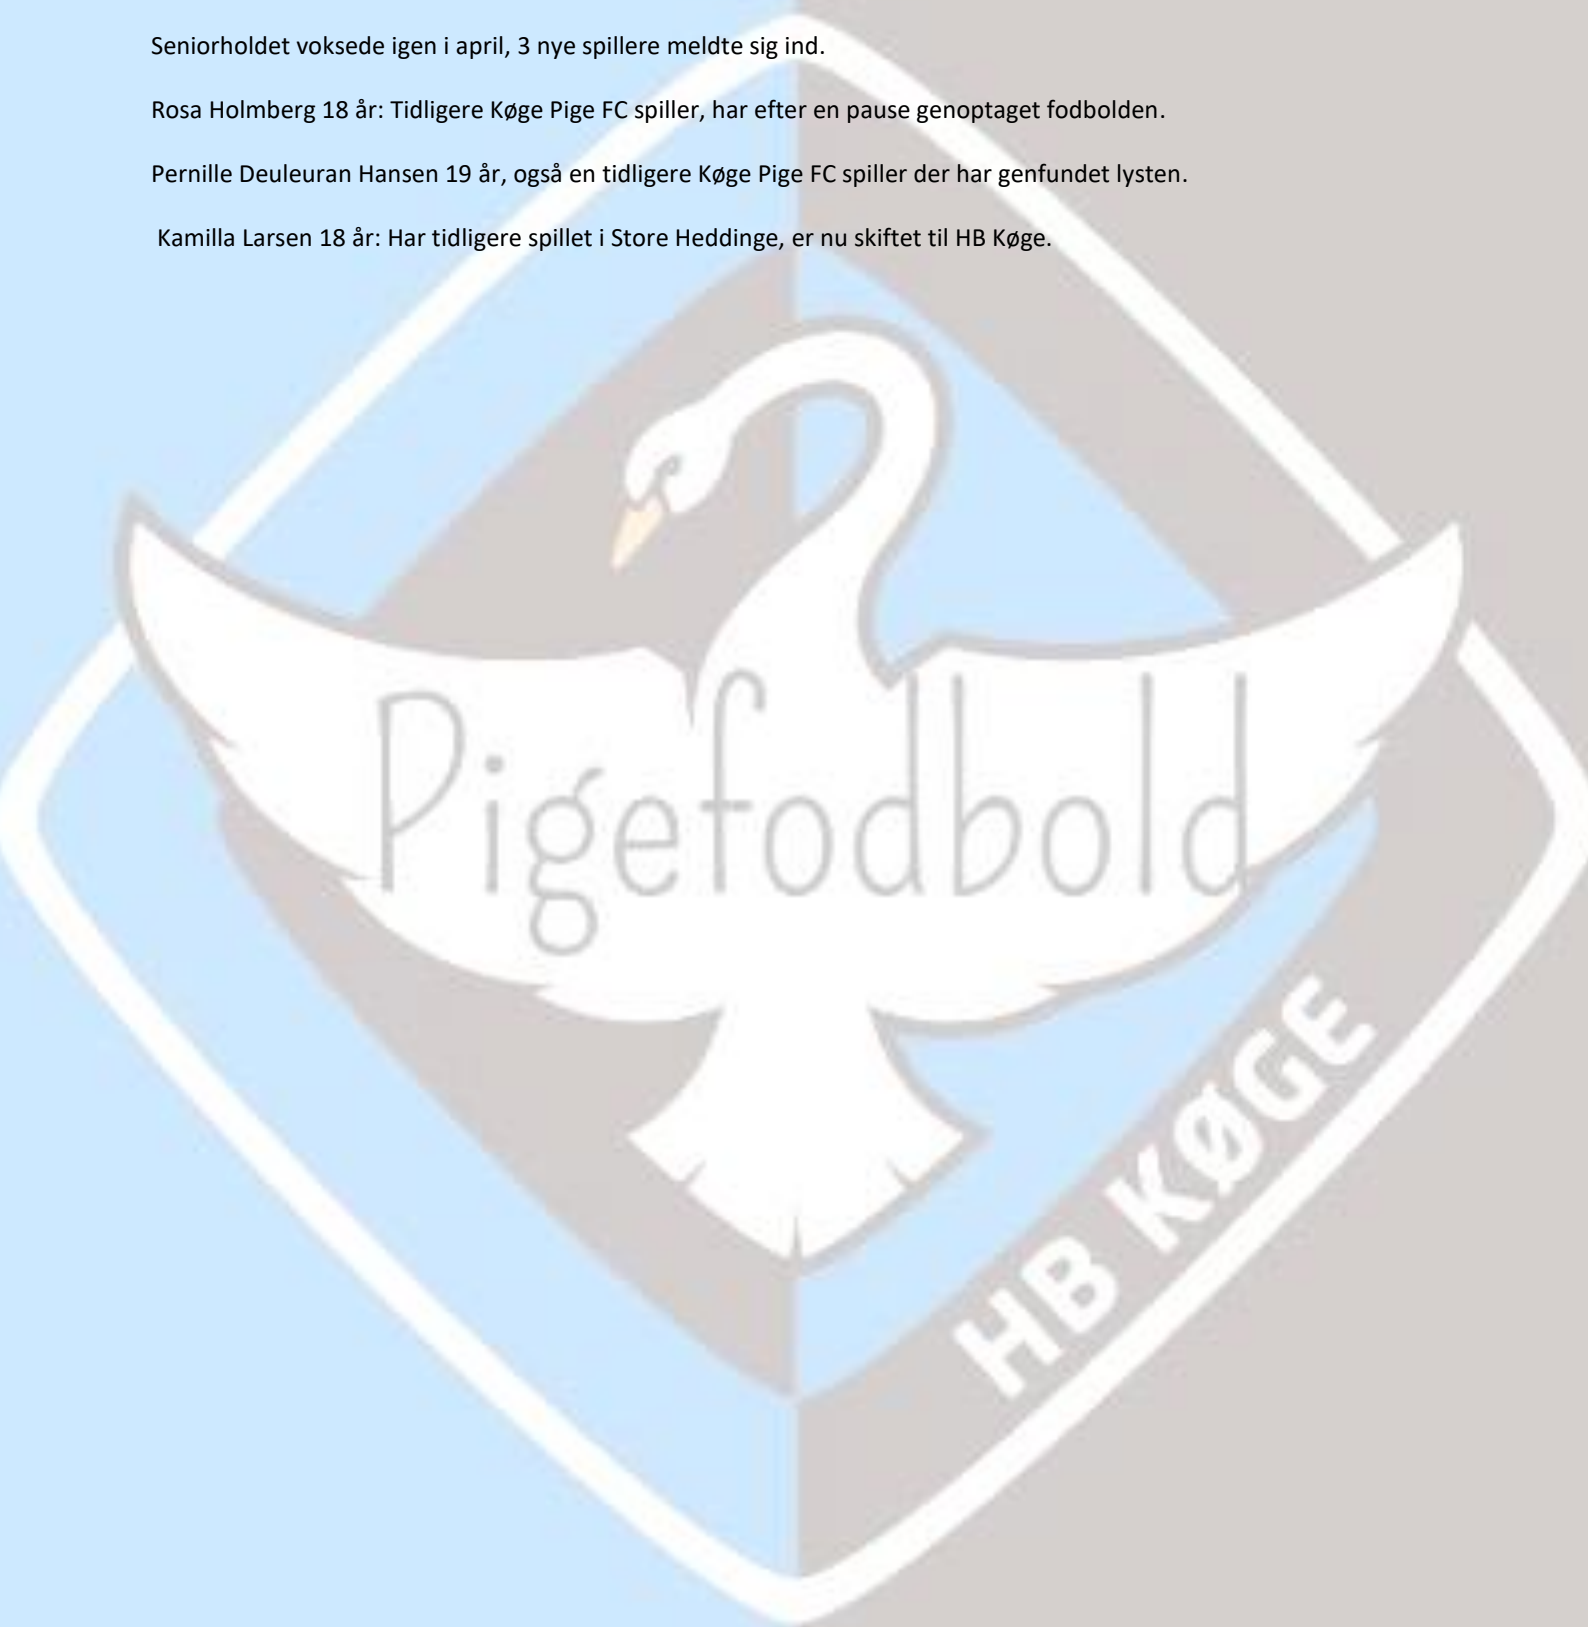 Seniorholdet voksede igen i april, 3 nye spillere meldte sig ind.
Rosa Holmberg 18 år: Tidligere Køge Pige FC spiller, har efter en pause genoptaget fodbolden.
Pernille Deuleuran Hansen 19 år, også en tidligere Køge Pige FC spiller der har genfundet lysten.
Kamilla Larsen 18 år: Har tidligere spillet i Store Heddinge, er nu skiftet til HB Køge.
Pigefodbold
HB KØGE